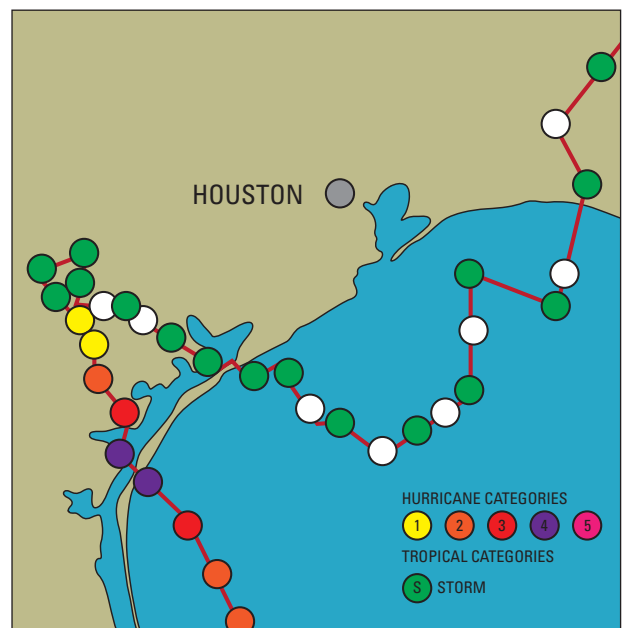 HOUSTON
HURRICANE CATEGORIES
1 2 3 4 5
TROPICAL CATEGORIES
S STORM